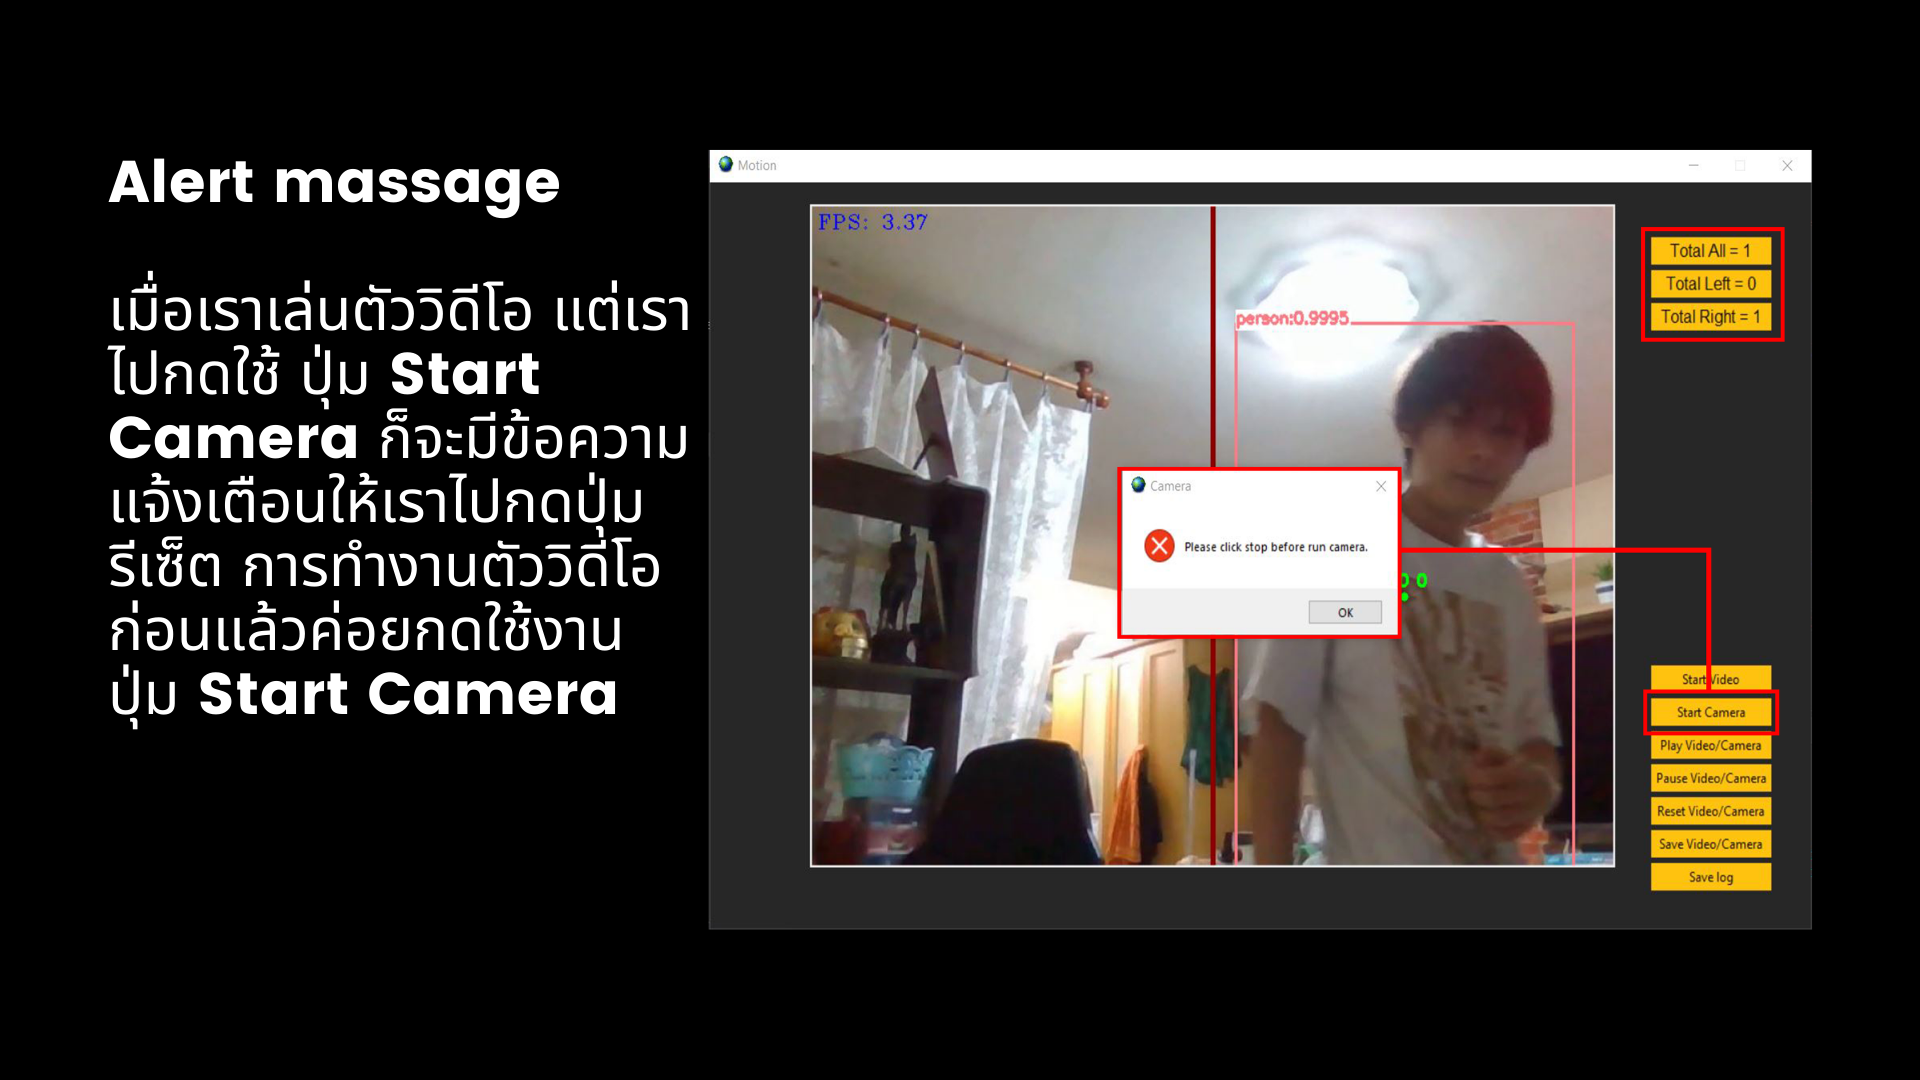 Alert massage
เมื่อเราเล่นตัววิดีโอ แต่เรา
ไปกดใช้ ปุ่ม Start
Camera ก็จะมีข้อความ
แจ้งเตือนให้เราไปกดปุ่ม
รีเซ็ต การทำงานตัววิดีโอ
ก่อนแล้วค่อยกดใช้งาน
ปุ่ม Start Camera
Motion
FPS: 3.37
person:0.9995
Total All = 1
Total Left = 0
Total Right = 1
Camera
Please click stop before run camera.
OK
Start Video
Start Camera
Play Video/Camera
Pause Video/Camera
Reset Video/Camera
Save Video/Camera
Save log